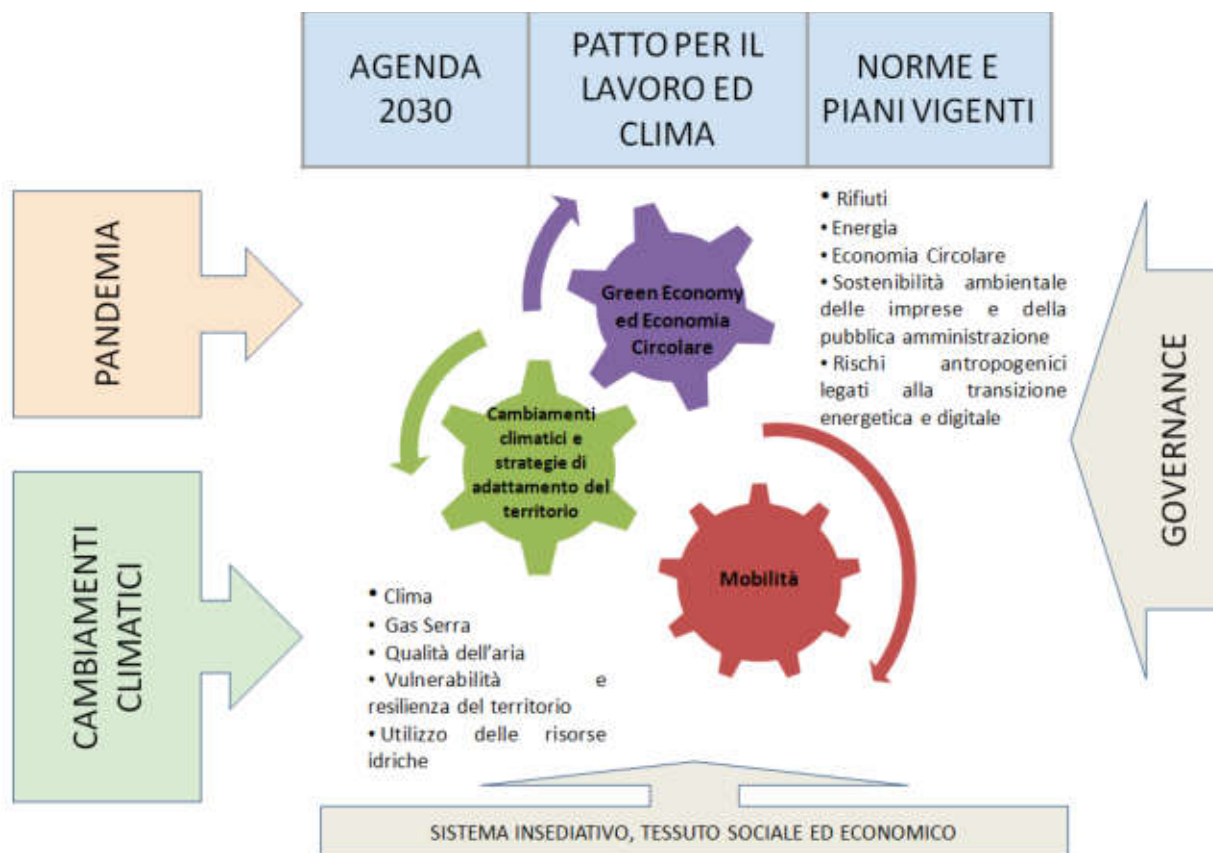 AGENDA
2030
PATTO PER IL
LAVORO ED
CLIMA
NORME E
PIANI VIGENTI
PANDEMIA
CAMBIAMENTI
CLIMATICI
Green Economy
ed Economia
Circolare
Cambiamenti
climatici e
strategie di
adattamento del
territorio
Mobilità
• Rifiuti
• Energia
• Economia Circolare
• Sostenibilità ambientale
delle imprese e della
pubblica amministrazione
• Rischi antropogenici
legati alla transizione
energetica e digitale
• Clima
• Gas Serra
• Qualità dell'aria
• Vulnerabilità e
resilienza del territorio
• Utilizzo delle risorse
idriche
GOVERNANCE
SISTEMA INSEDIATIVO, TESSUTO SOCIALE ED ECONOMICO